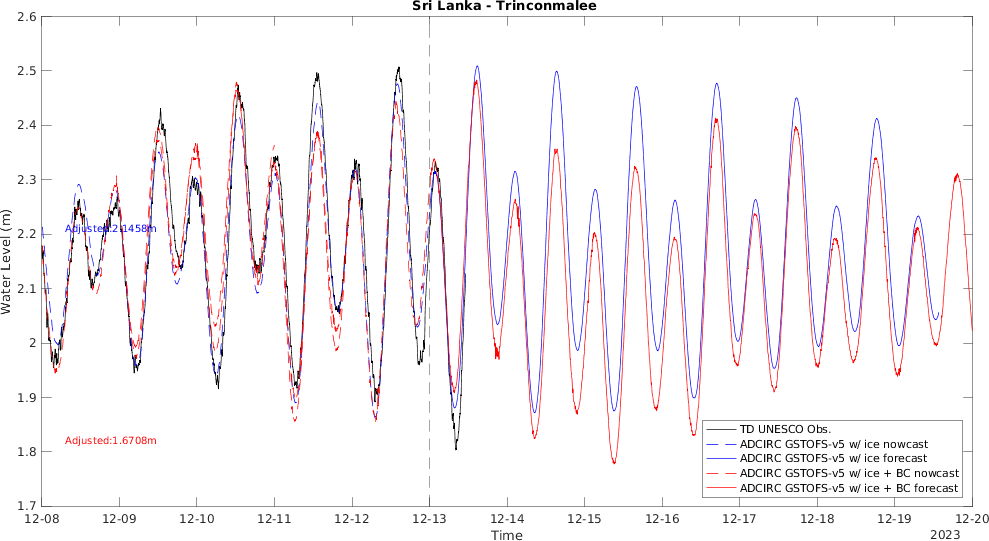 Sri Lanka - Trinconmalee
2.6
2.5
2.4
2.3
2.2
2.1
2
1.9
1.8
1.7
Water Level (m)
Adjusted:2.1458m
Adjusted:1.6708m
TD UNESCO Obs.
ADCIRC GSTOFS-v5 w/ ice nowcast
ADCIRC GSTOFS-v5 w/ ice forecast
ADCIRC GSTOFS-v5 w/ ice + BC nowcast
ADCIRC GSTOFS-v5 w/ ice + BC forecast
12-08 12-09 12-10 12-11 12-12 12-13 12-14 12-15 12-16 12-17 12-18 12-19 12-20
Time
2023